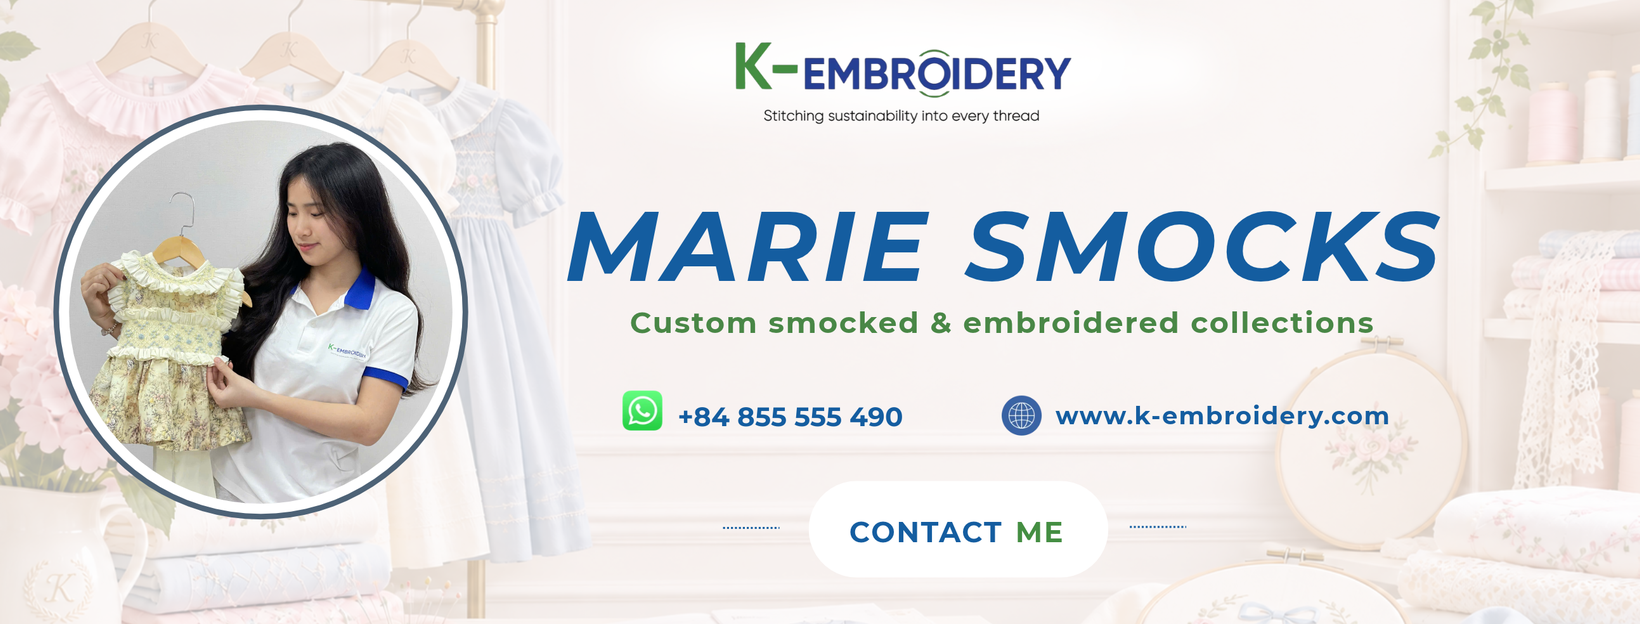 K-EMBROIDERY
Stitching sustainability into every thread
MARIE SMOCKS
Custom smocked & embroidered collections
+84 855 555 490
www.k-embroidery.com
CONTACT ME
K-EMBROIDERY
K
K
K
K